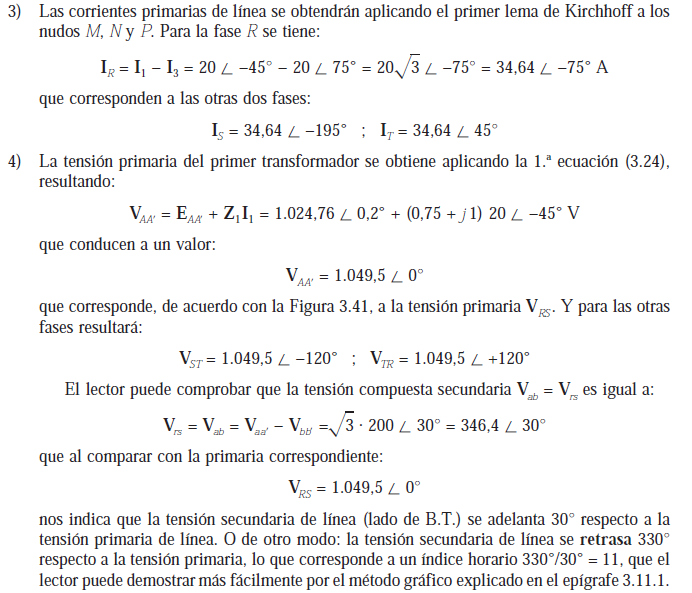 3) Las corrientes primarias de línea se obtendrán aplicando el primer lema de Kirchhoff a los
nudos M, N y P. Para la fase R se tiene:
I_R = I_1 − I_3 = 20 ∠ −45° − 20 ∠ 75° = 20√3 ∠ −75° = 34,64 ∠ −75° A
que corresponden a las otras dos fases:
I_S = 34,64 ∠ −195° ; I_T = 34,64 ∠ 45°
4) La tensión primaria del primer transformador se obtiene aplicando la 1.ª ecuación (3.24),
resultando:
V_AA' = E_AA' + Z_1I_1 = 1.024,76 ∠ 0,2° + (0,75 + j1) 20 ∠ −45° V
que conducen a un valor:
V_AA' = 1.049,5 ∠ 0°
que corresponde, de acuerdo con la Figura 3.41, a la tensión primaria V_RS. Y para las otras
fases resultará:
V_ST = 1.049,5 ∠ −120° ; V_TR = 1.049,5 ∠ +120°
El lector puede comprobar que la tensión compuesta secundaria V_ab = V_rs es igual a:
V_rs = V_ab = V_aa' − V_bb' = √3 · 200 ∠ 30° = 346,4 ∠ 30°
que al comparar con la primaria correspondiente:
V_RS = 1.049,5 ∠ 0°
nos indica que la tensión secundaria de línea (lado de B.T.) se adelanta 30° respecto a la
tensión primaria de línea. O de otro modo: la tensión secundaria de línea se retrasa 330°
respecto a la tensión primaria, lo que corresponde a un índice horario 330°/30° = 11, que el
lector puede demostrar más fácilmente por el método gráfico explicado en el epígrafe 3.11.1.